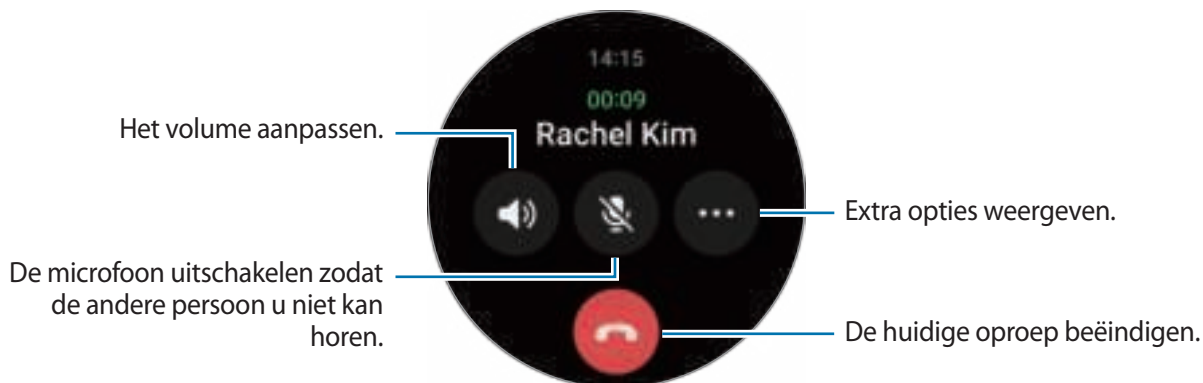 14:15
00:09
Rachel Kim
Het volume aanpassen.
Extra opties weergeven.
De microfoon uitschakelen zodat
de andere persoon u niet kan
horen.
De huidige oproep beëindigen.